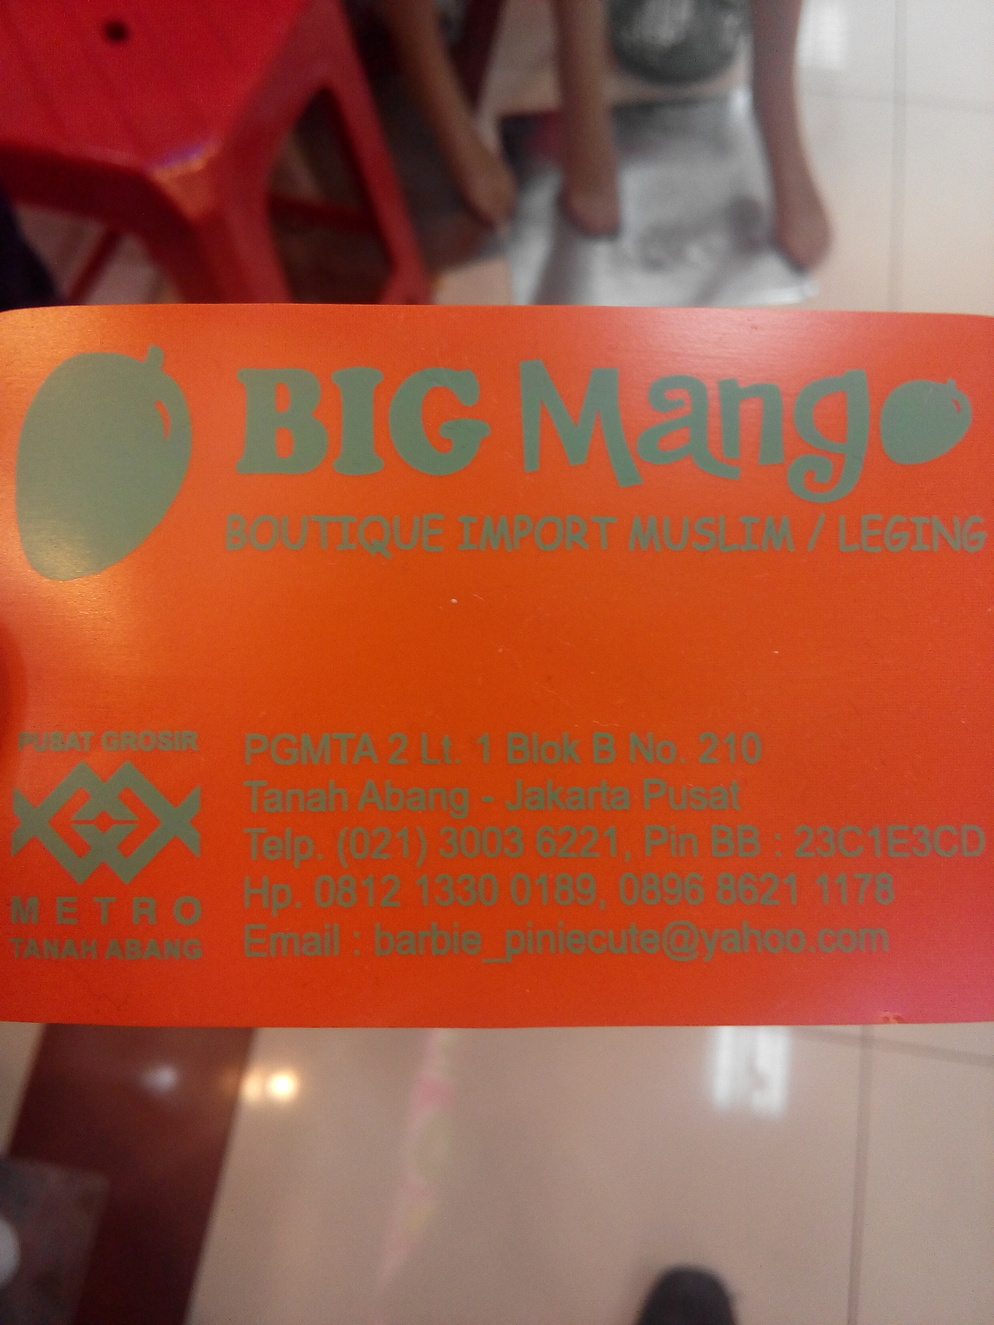 BIG Mango
BOUTIQUE IMPORT MUSLIM / LEGING
PUSAT GROSIR
METRO
TANAH ABANG
PGMTA 2 Lt. 1 Blok B No. 210
Tanah Abang - Jakarta Pusat
Telp. (021) 3003 6221, Pin BB : 23C1E3CD
Hp. 0812 1330 0189, 0896 8621 1178
Email : barbie_piniecute@yahoo.com